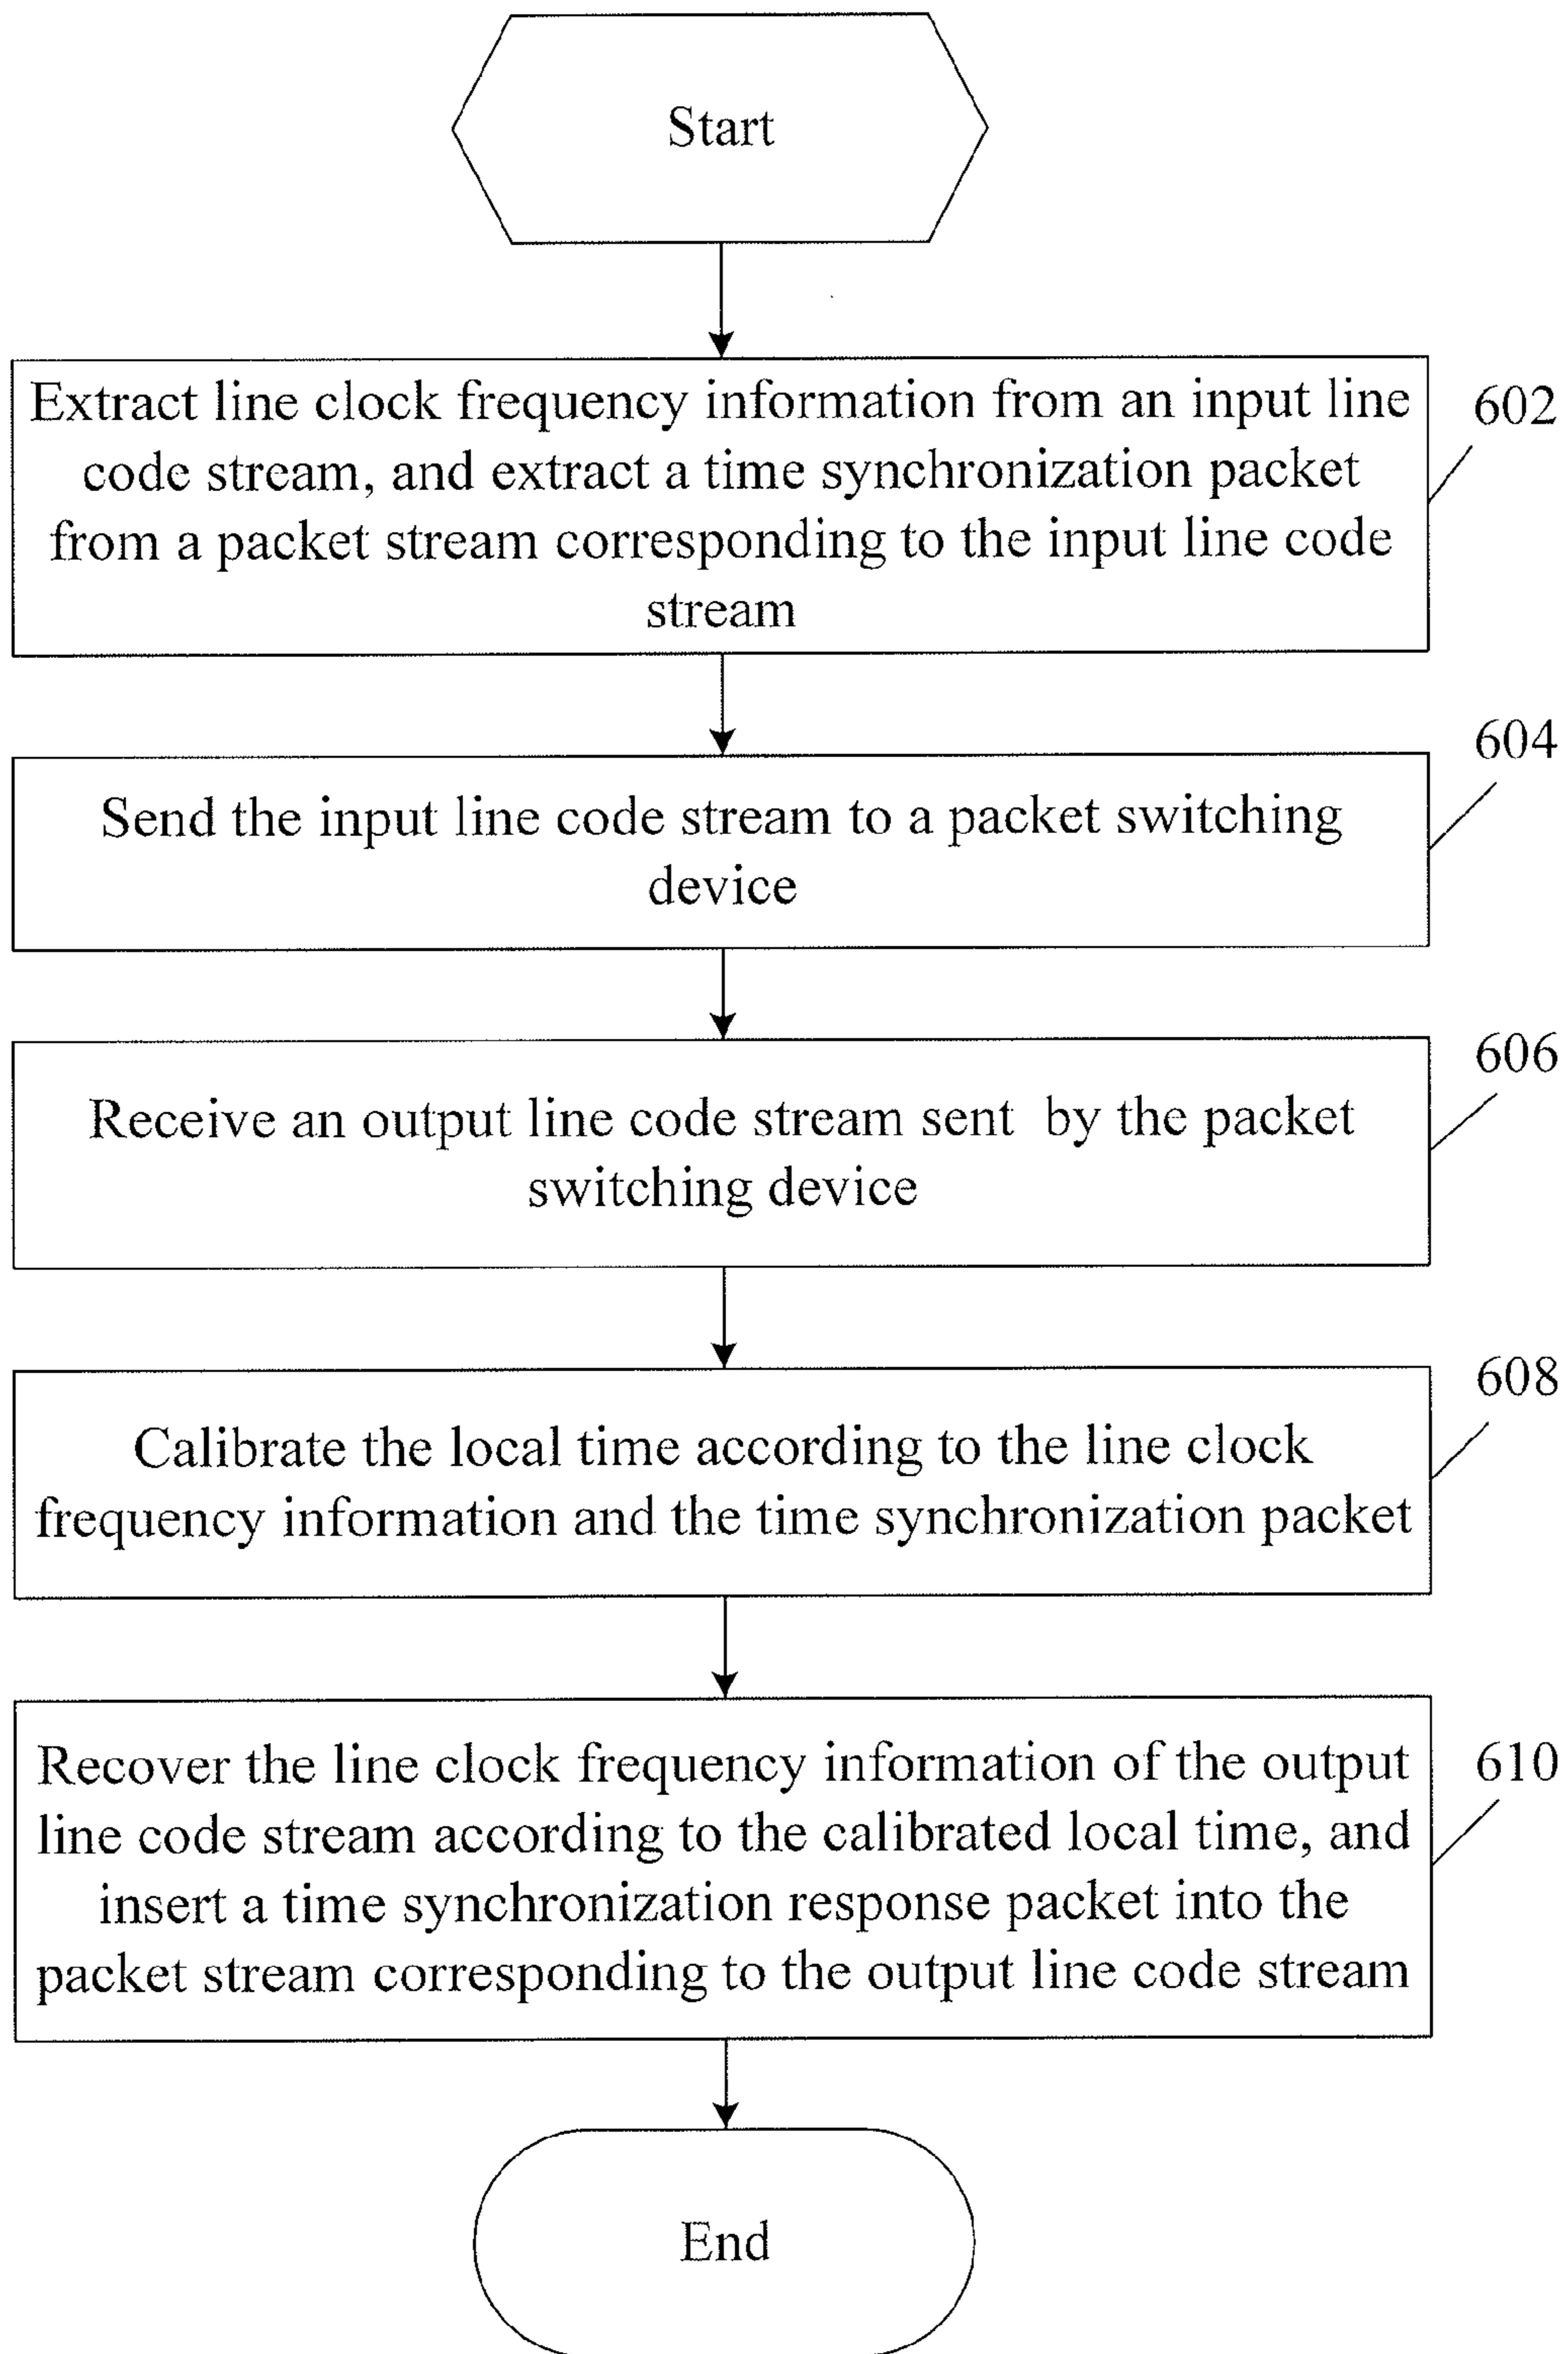 Start
Extract line clock frequency information from an input line
code stream, and extract a time synchronization packet
from a packet stream corresponding to the input line code
stream
602
Send the input line code stream to a packet switching
device
604
Receive an output line code stream sent by the packet
switching device
606
Calibrate the local time according to the line clock
frequency information and the time synchronization packet
608
Recover the line clock frequency information of the output
line code stream according to the calibrated local time, and
insert a time synchronization response packet into the
packet stream corresponding to the output line code stream
610
End